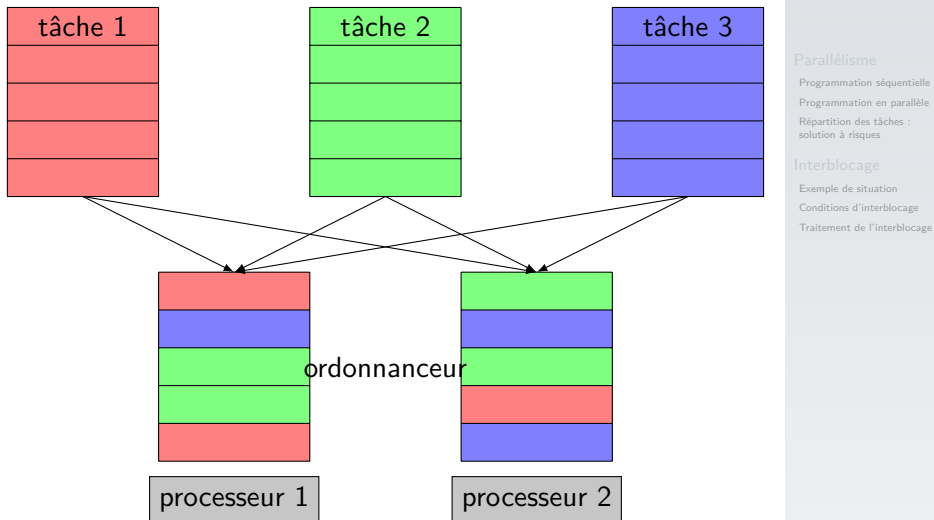 tâche 1
tâche 2
tâche 3
ordonnanceur
processeur 1
processeur 2
Parallélisme
Programmation séquentielle
Programmation en parallèle
Répartition des tâches :
solution à risques
Interblocage
Exemple de situation
Conditions d'interblocage
Traitement de l'interblocage